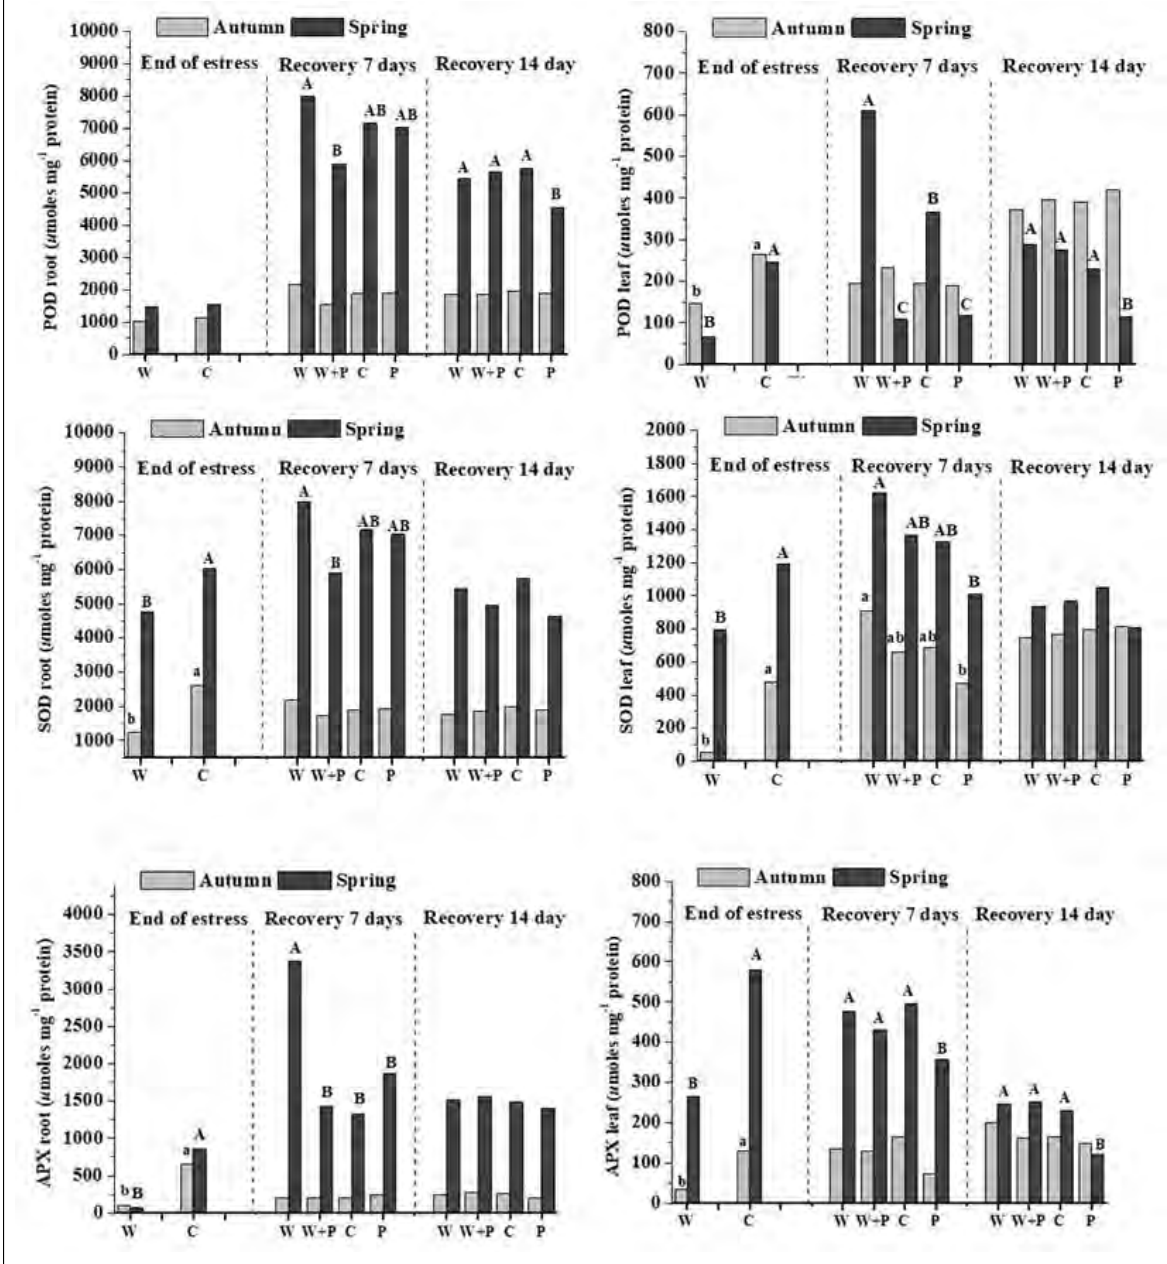 Autumn Spring
End of estress Recovery 7 days Recovery 14 day
POD root (umoles mg-1 protein)
10000
9000
8000
7000
6000
5000
4000
3000
2000
1000
0
A B AB AB
A A A B
W C W W+P C P W W+P C P
Autumn Spring
End of estress Recovery 7 days Recovery 14 day
POD leaf (umoles mg-1 protein)
800
700
600
500
400
300
200
100
0
b B a A
A C B C
A A A B
W C W W+P C P W W+P C P
Autumn Spring
End of estress Recovery 7 days Recovery 14 day
SOD root (umoles mg-1 protein)
10000
9000
8000
7000
6000
5000
4000
3000
2000
1000
b B a A
A B AB AB
W C W W+P C P W W+P C P
Autumn Spring
End of estress Recovery 7 days Recovery 14 day
SOD leaf (umoles mg-1 protein)
2000
1800
1600
1400
1200
1000
800
600
400
200
0
b B a A
a A ab AB ab AB b B
W C W W+P C P W W+P C P
Autumn Spring
End of estress Recovery 7 days Recovery 14 day
APX root (umoles mg-1 protein)
4000
3500
3000
2500
2000
1500
1000
500
0
b B a A
A B B B
W C W W+P C P W W+P C P
Autumn Spring
End of estress Recovery 7 days Recovery 14 day
APX leaf (umoles mg-1 protein)
800
700
600
500
400
300
200
100
0
b B a A
A A A B
A A A B
W C W W+P C P W W+P C P